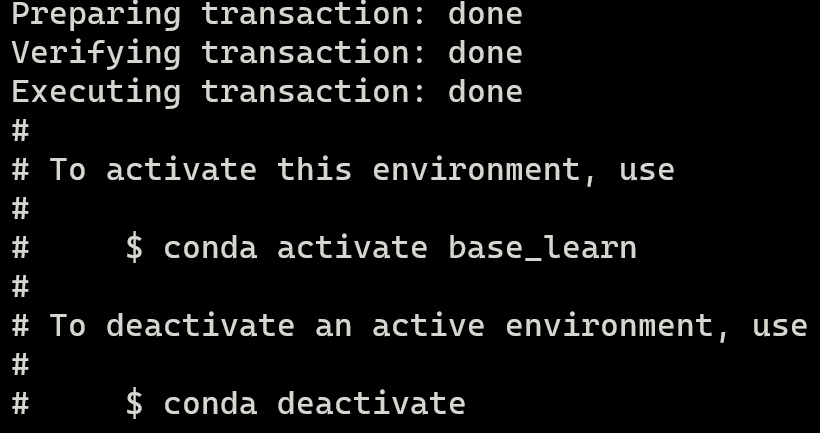 Preparing transaction: done
Verifying transaction: done
Executing transaction: done
#
# To activate this environment, use
#
#     $ conda activate base_learn
#
# To deactivate an active environment, use
#
#     $ conda deactivate